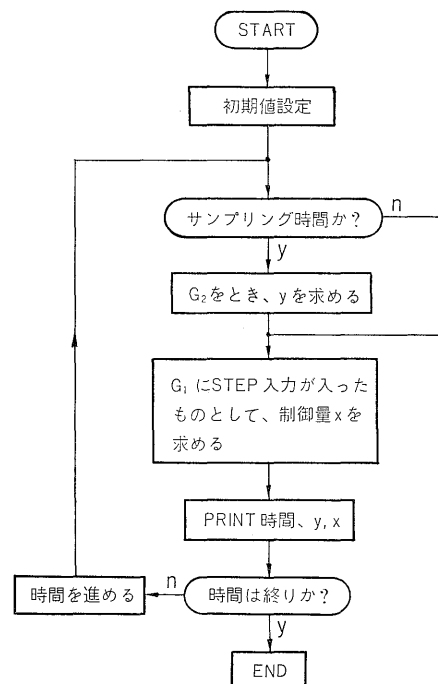 START
初期値設定
サンプリング時間か?
n
y
G₂をとき、yを求める
G₁にSTEP入力が入った
ものとして、制御量xを
求める
PRINT 時間、y, x
時間は終りか?
n
時間を進める
y
END